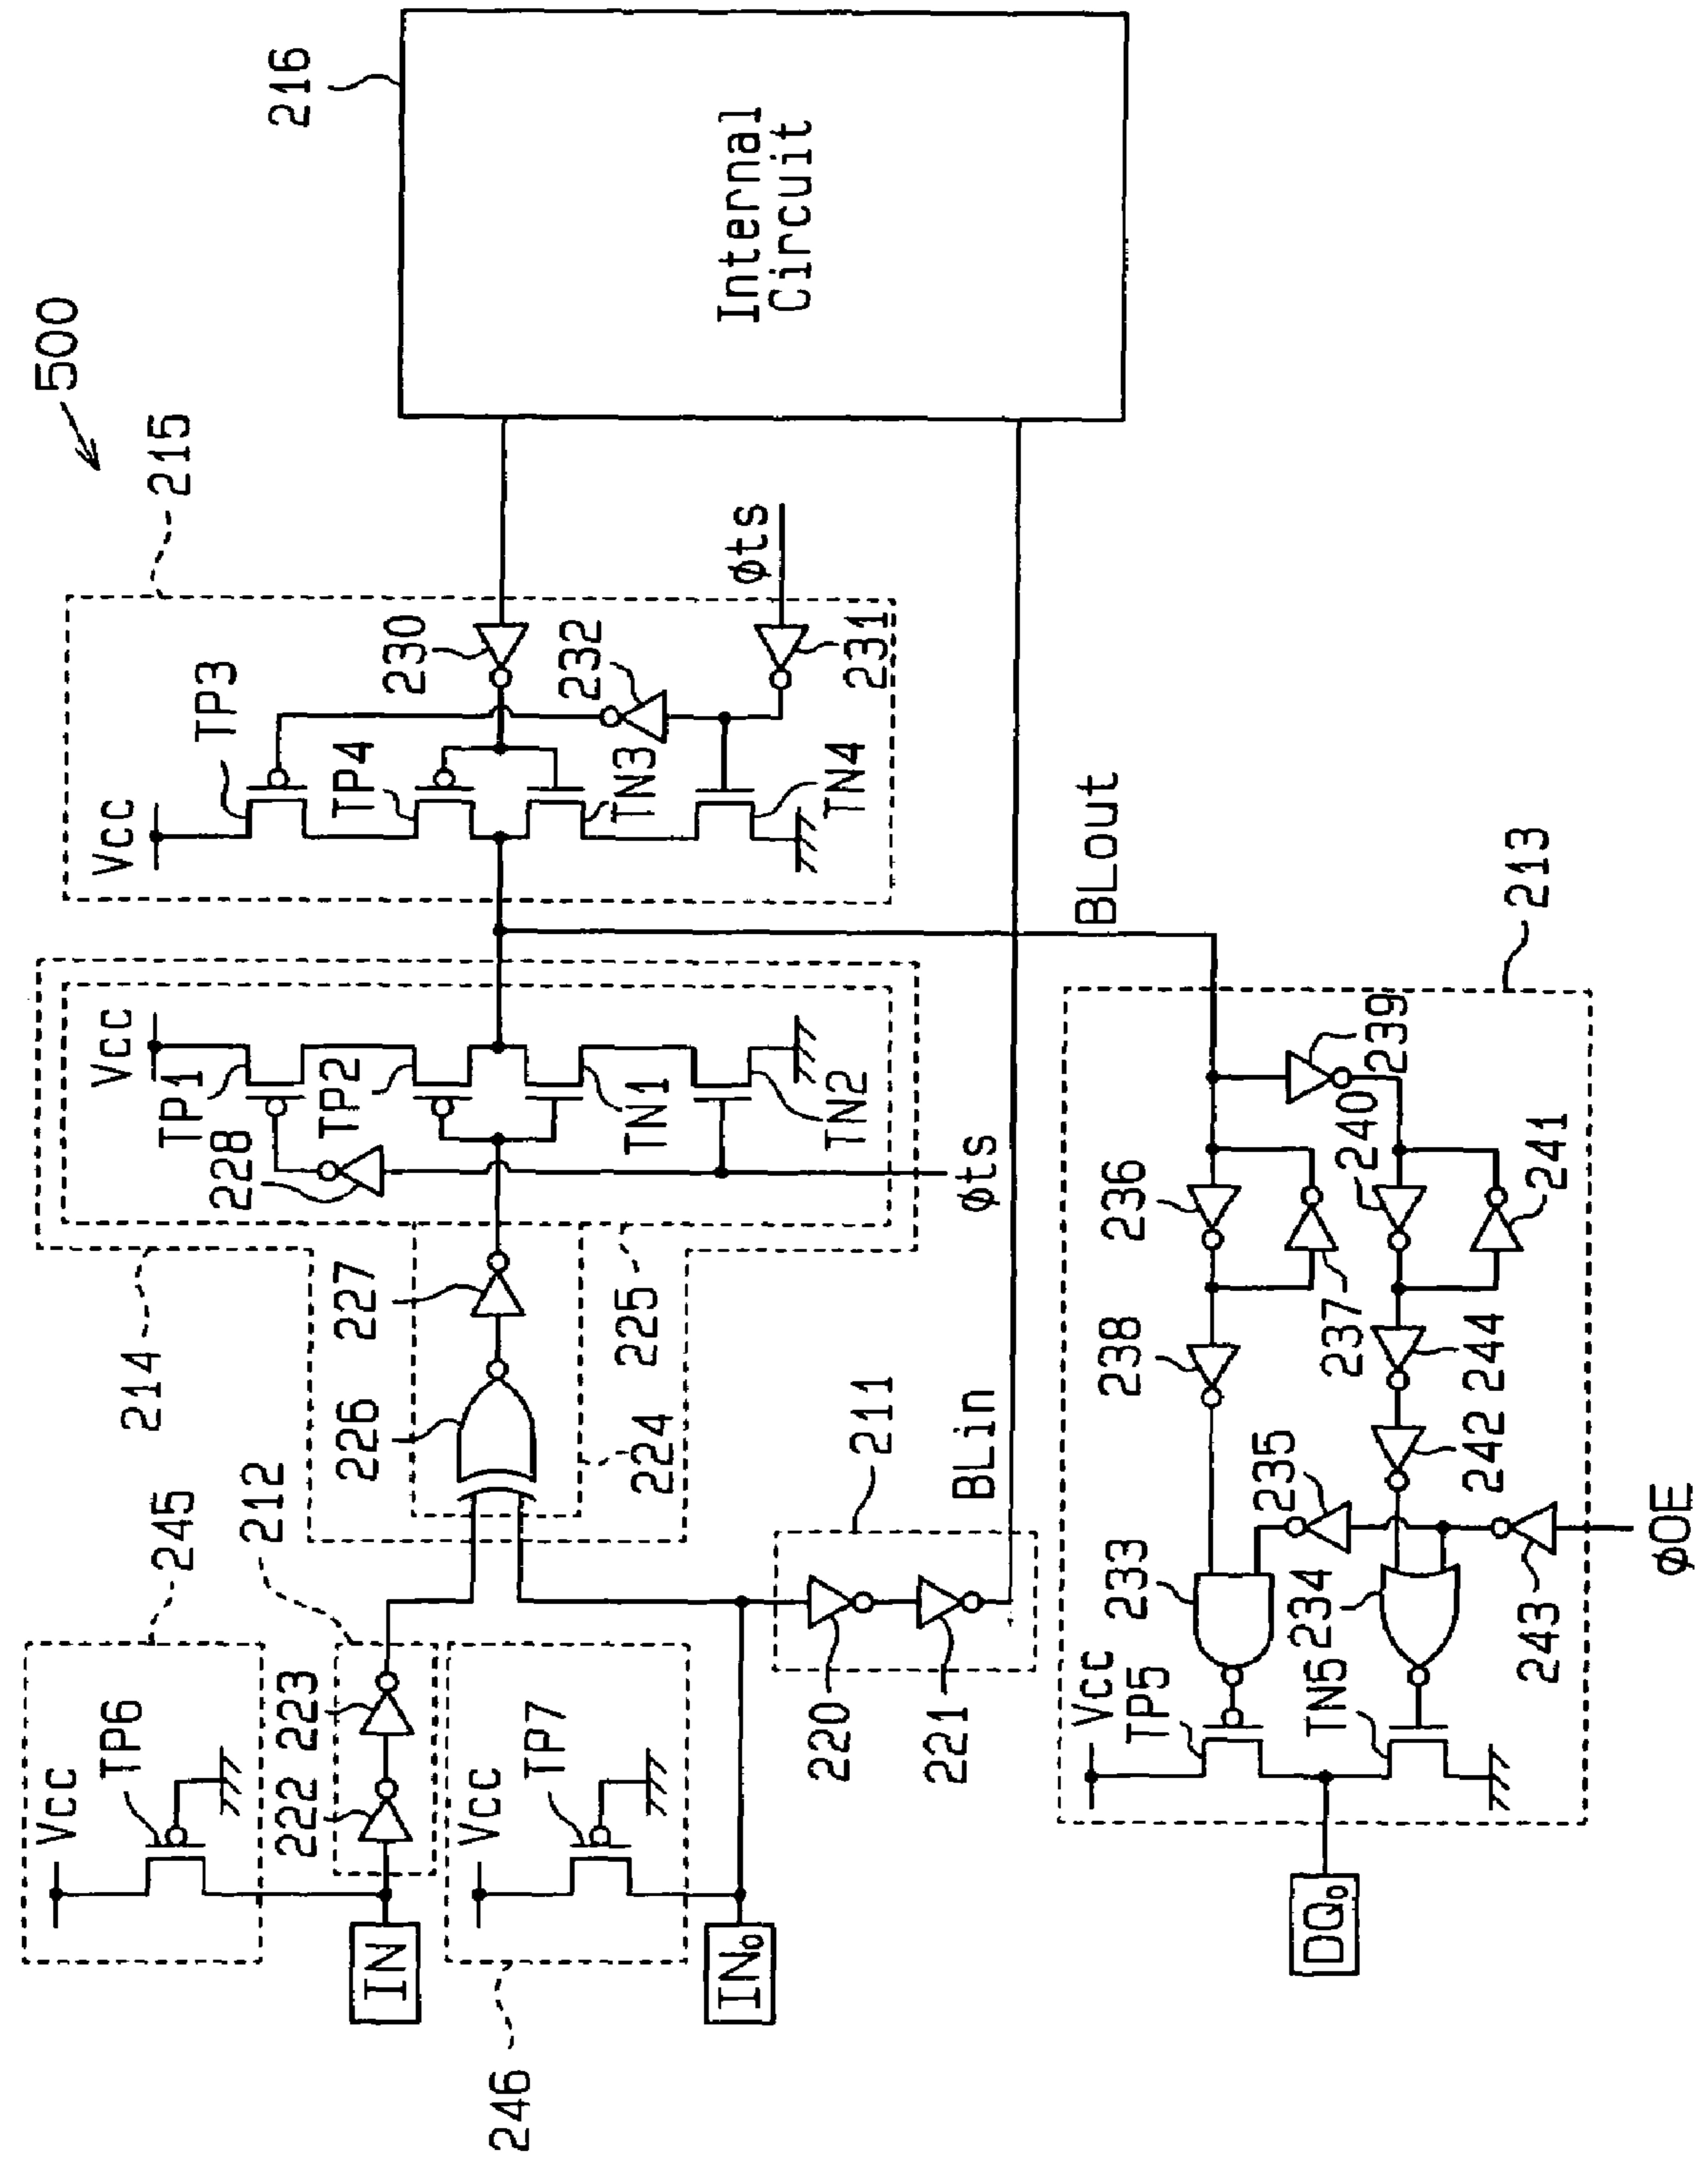 500
216
Internal
Circuit
215
Vcc
TP3
TP4
230
232
TN3
TN4
231
φts
214
Vcc
TP1
TP2
228
TN1
TN2
φts
226
227
224
225
245
Vcc
TP6
212
222
223
IN
246
Vcc
TP7
IN0
211
220
221
BLin
BLout
213
239
236
240
237
241
238
244
242
235
233
234
243
φOE
Vcc
TP5
TN5
DQ0